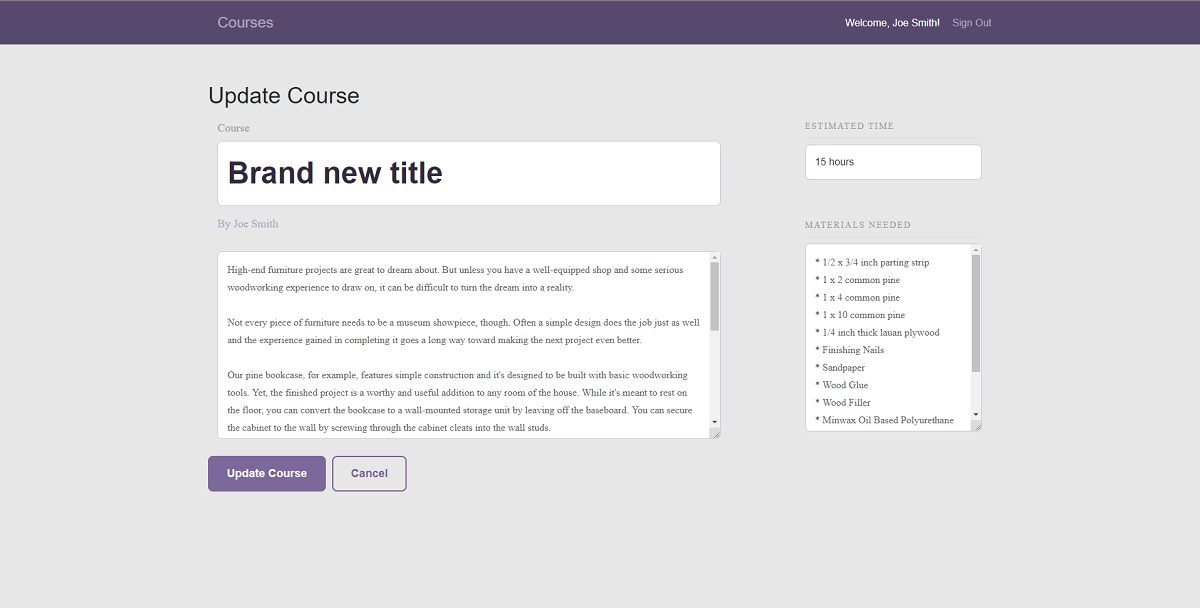 Courses
Welcome, Joe Smith!
Sign Out
Update Course
Course
Brand new title
By Joe Smith
High-end furniture projects are great to dream about. But unless you have a well-equipped shop and some serious
woodworking experience to draw on, it can be difficult to turn the dream into a reality.
Not every piece of furniture needs to be a museum showpiece, though. Often a simple design does the job just as well
and the experience gained in completing it goes a long way toward making the next project even better.
Our pine bookcase, for example, features simple construction and it's designed to be built with basic woodworking
tools. Yet, the finished project is a worthy and useful addition to any room of the house. While it's meant to rest on
the floor, you can convert the bookcase to a wall-mounted storage unit by leaving off the baseboard. You can secure
the cabinet to the wall by screwing through the cabinet cleats into the wall studs.
ESTIMATED TIME
15 hours
MATERIALS NEEDED
* 1/2 x 3/4 inch parting strip
* 1 x 2 common pine
* 1 x 4 common pine
* 1 x 10 common pine
* 1/4 inch thick lauan plywood
* Finishing Nails
* Sandpaper
* Wood Glue
* Wood Filler
* Minwax Oil Based Polyurethane
Update Course
Cancel